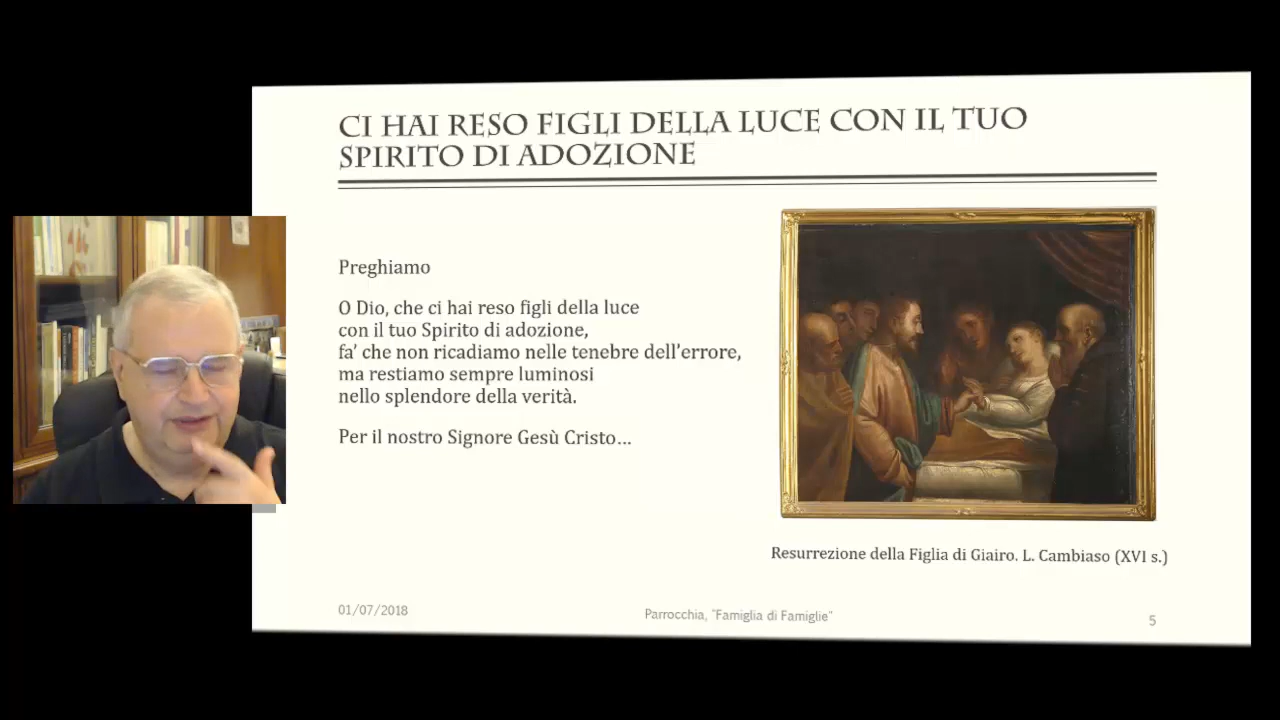 CI HAI RESO FIGLI DELLA LUCE CON IL TUO
SPIRITO DI ADOZIONE
Preghiamo
O Dio, che ci hai reso figli della luce
con il tuo Spirito di adozione,
fa' che non ricadiamo nelle tenebre dell'errore,
ma restiamo sempre luminosi
nello splendore della verità.
Per il nostro Signore Gesù Cristo…
Resurrezione della Figlia di Giairo. L. Cambiaso (XVI s.)
01/07/2018
Parrocchia, "Famiglia di Famiglie"
5